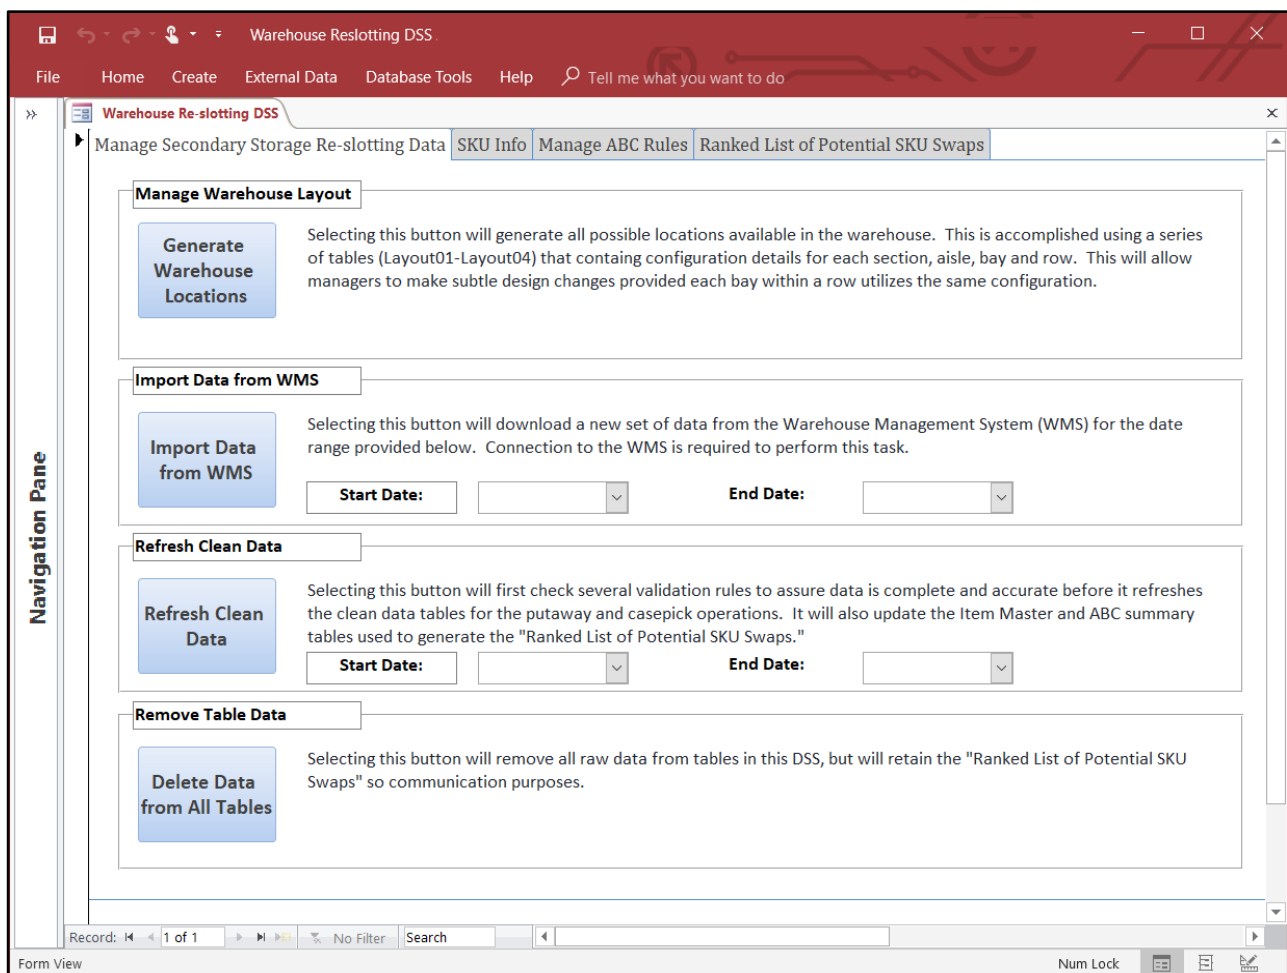 Warehouse Reslotting DSS
File Home Create External Data Database Tools Help Tell me what you want to do
Warehouse Re-slotting DSS
Manage Secondary Storage Re-slotting Data SKU Info Manage ABC Rules Ranked List of Potential SKU Swaps
Navigation Pane
Manage Warehouse Layout
Generate
Warehouse
Locations
Selecting this button will generate all possible locations available in the warehouse. This is accomplished using a series
of tables (Layout01-Layout04) that containg configuration details for each section, aisle, bay and row. This will allow
managers to make subtle design changes provided each bay within a row utilizes the same configuration.
Import Data from WMS
Import Data
from WMS
Selecting this button will download a new set of data from the Warehouse Management System (WMS) for the date
range provided below. Connection to the WMS is required to perform this task.
Start Date: End Date:
Refresh Clean Data
Refresh Clean
Data
Selecting this button will first check several validation rules to assure data is complete and accurate before it refreshes
the clean data tables for the putaway and casepick operations. It will also update the Item Master and ABC summary
tables used to generate the "Ranked List of Potential SKU Swaps."
Start Date: End Date:
Remove Table Data
Delete Data
from All Tables
Selecting this button will remove all raw data from tables in this DSS, but will retain the "Ranked List of Potential SKU
Swaps" so communication purposes.
Record: 1 of 1 No Filter Search
Form View Num Lock